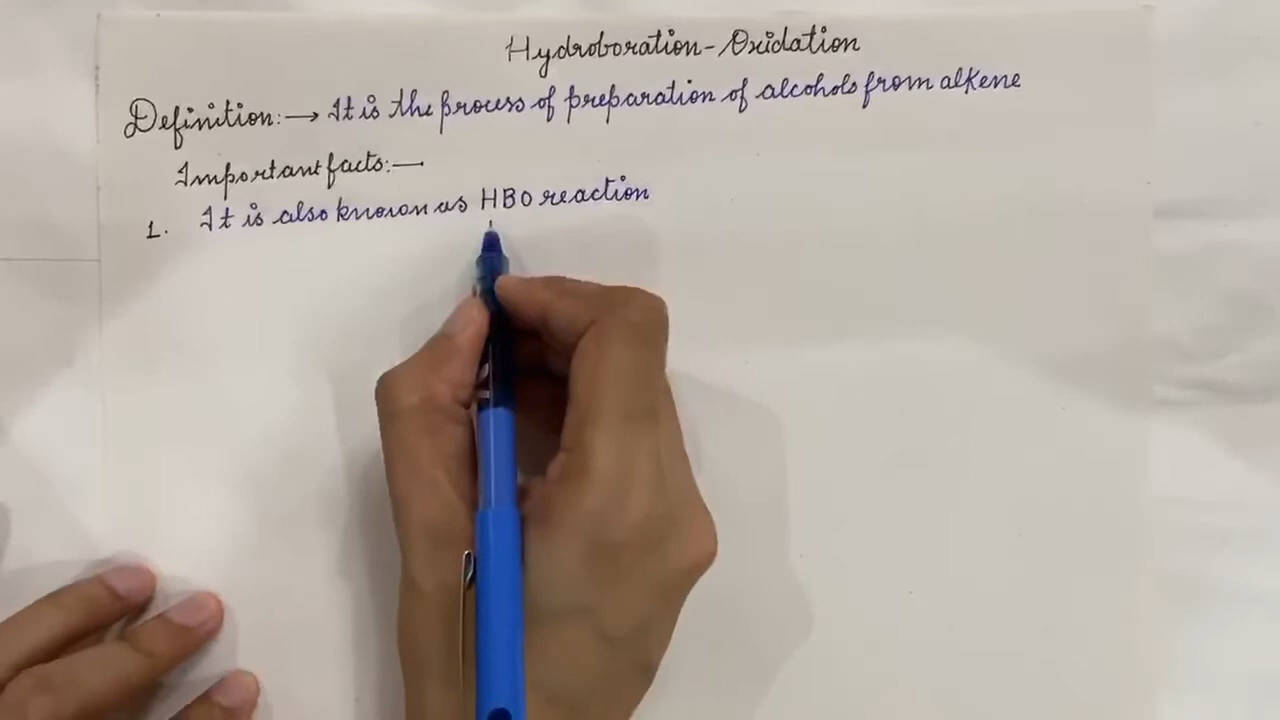 Hydroboration-Oxidation
Definition:→ It is the process of preparation of alcohols from alkene
Important facts:—
1. It is also known as HBO reaction